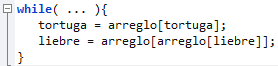 while( ... ){
tortuga = arreglo[tortuga];
liebre = arreglo[arreglo[liebre]];
}